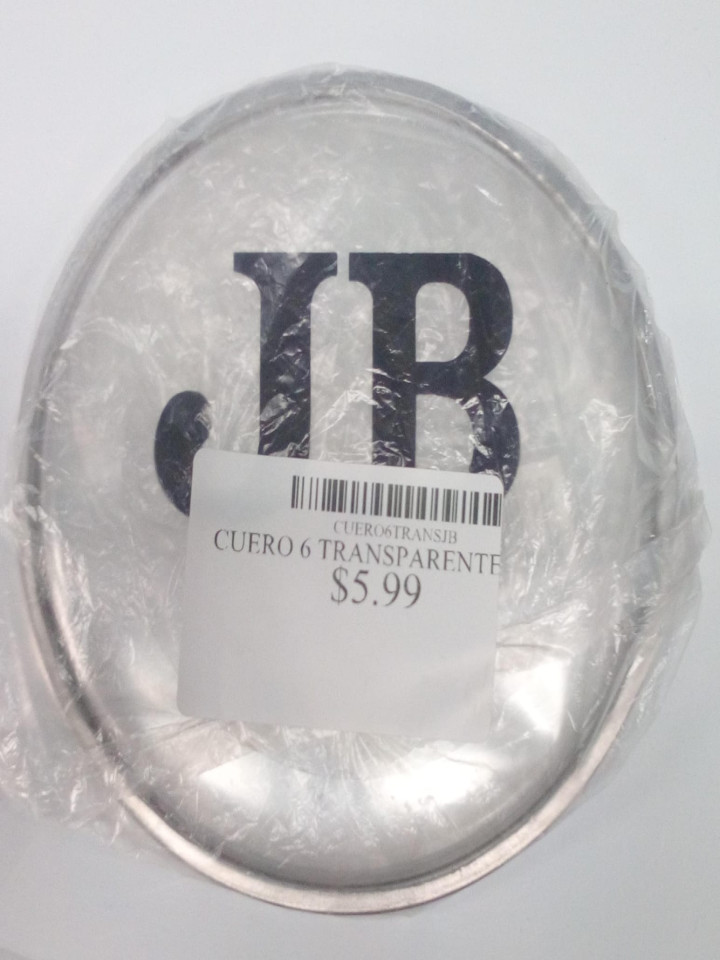 JB
CUERO6TRANSJB
CUERO 6 TRANSPARENTE
$5.99